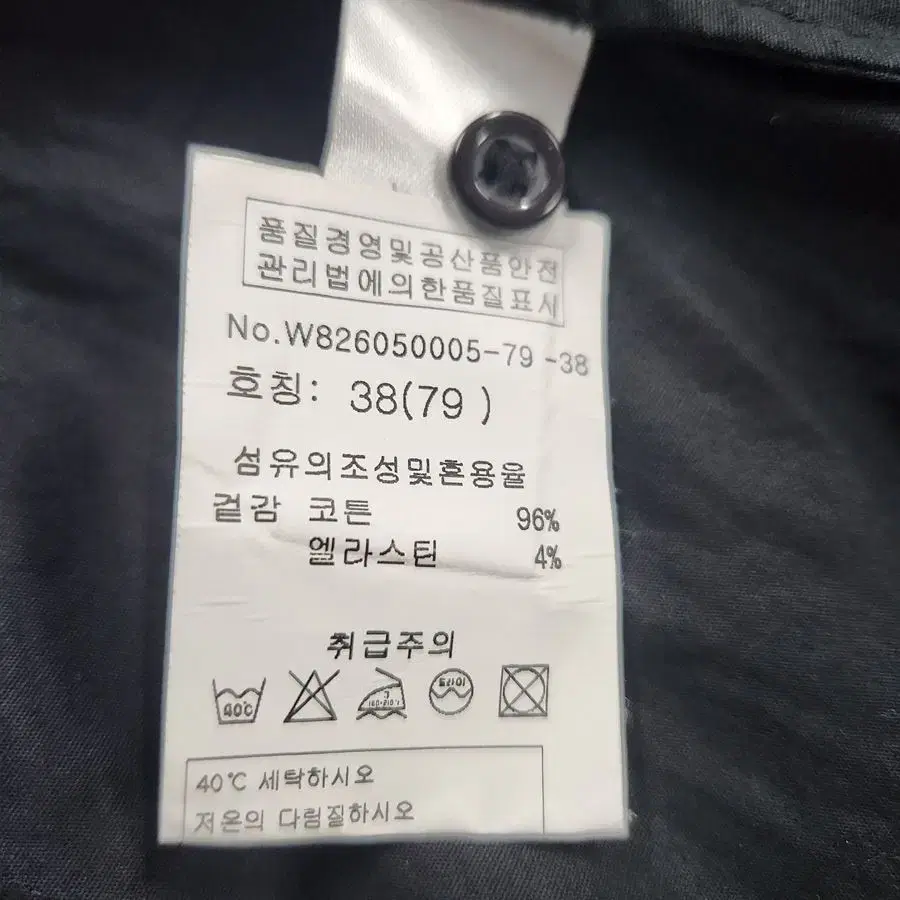 품질경영및공산품안전
관리법에의한품질표시
No.W826050005-79 -38
호칭: 38(79 )
섬유의조성및혼용율
겉감 코튼 96%
엘라스틴 4%
취급주의
40℃
40℃ 세탁하시오
저온의 다림질하시오